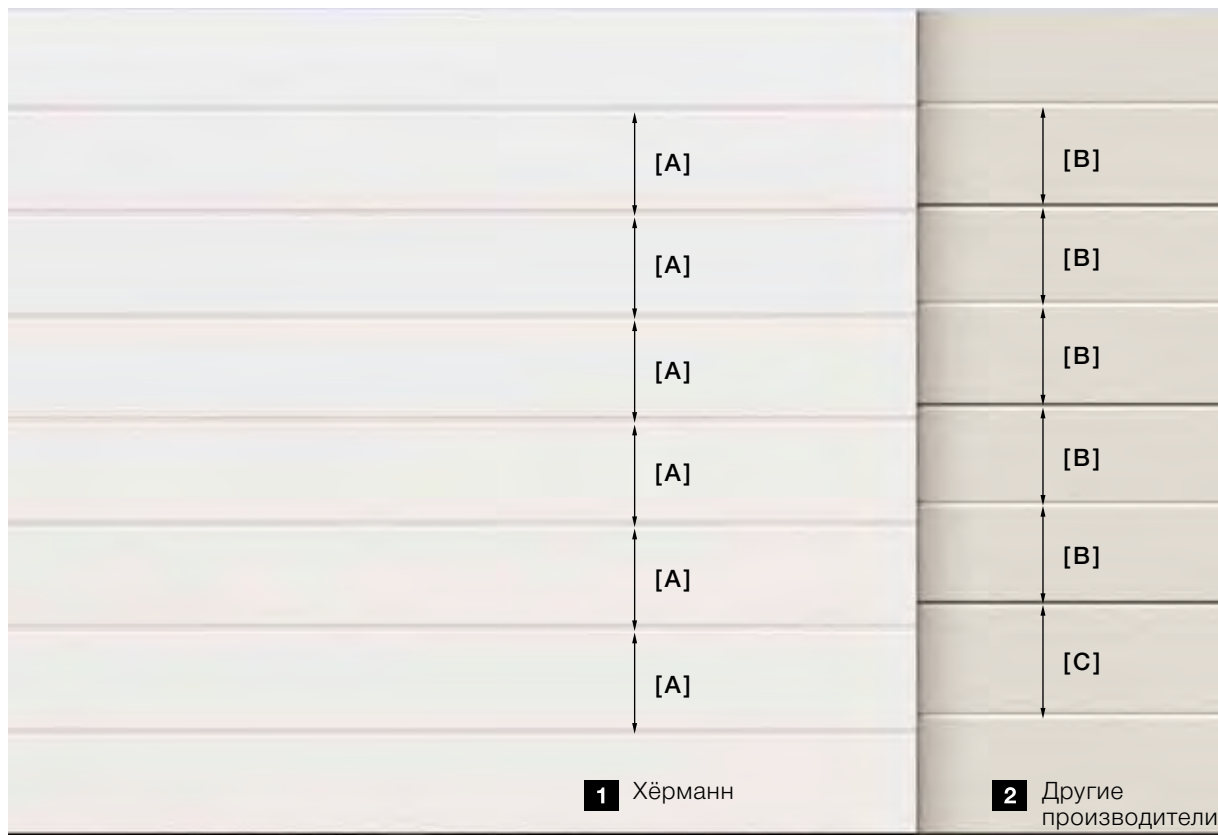 [A]
[B]
[A]
[B]
[A]
[B]
[A]
[B]
[A]
[B]
[A]
[C]
1 Хёрманн
2 Другие
производители